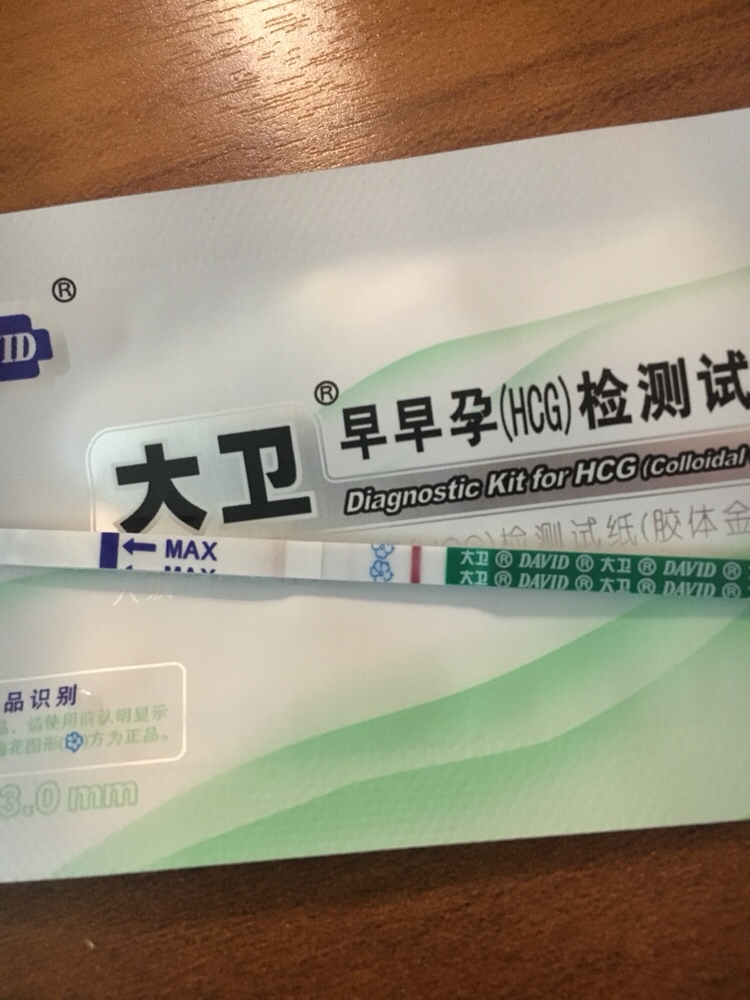 ®
VID
®
大卫
早早孕(HCG)检测试
Diagnostic Kit for HCG (Colloidal
检测试纸(胶体金
MAX
MAX
大卫 ® DAVID ® 大卫 ® DAVID ®
大卫 ® DAVID ® 大卫 ® DAVID ®
品识别
品，请使用前认明显示
梅花图形( )方为正品。
3.0 mm